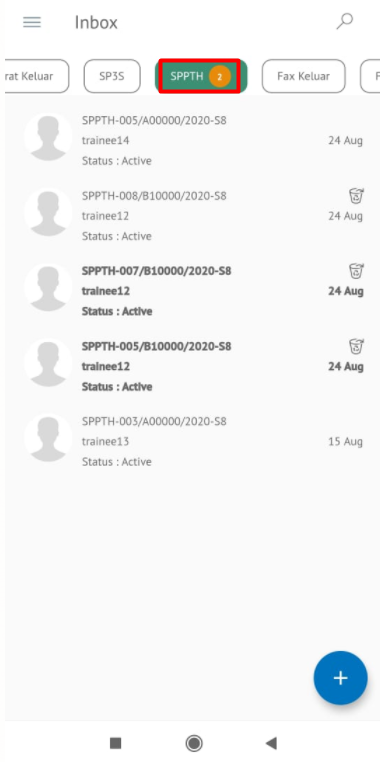 Inbox
rat Keluar
SP3S
SPPTH 2
Fax Keluar
F
SPPTH-005/A00000/2020-S8
trainee14
24 Aug
Status : Active
SPPTH-008/B10000/2020-S8
trainee12
24 Aug
Status : Active
SPPTH-007/B10000/2020-S8
trainee12
24 Aug
Status : Active
SPPTH-005/B10000/2020-S8
trainee12
24 Aug
Status : Active
SPPTH-003/A00000/2020-S8
trainee13
15 Aug
Status : Active